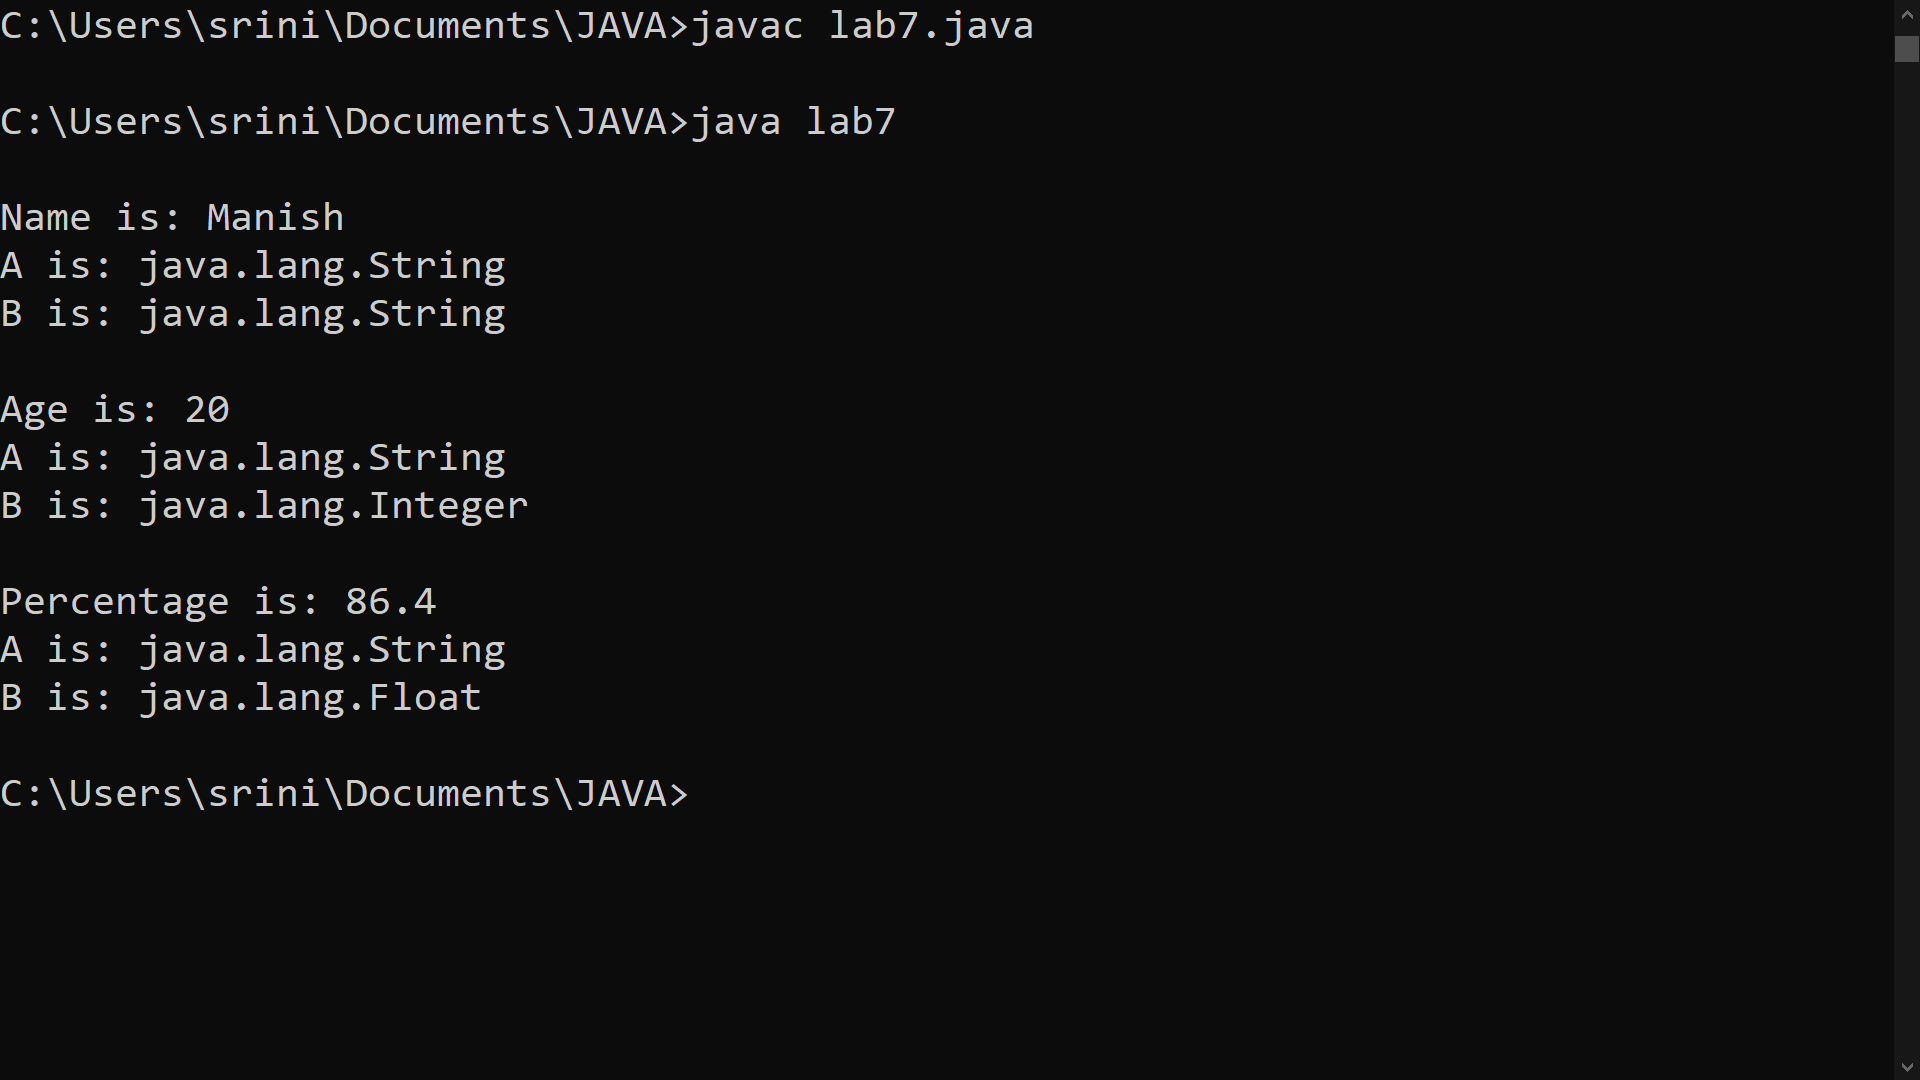 C:\Users\srini\Documents\JAVA>javac lab7.java
C:\Users\srini\Documents\JAVA>java lab7
Name is: Manish
A is: java.lang.String
B is: java.lang.String
Age is: 20
A is: java.lang.String
B is: java.lang.Integer
Percentage is: 86.4
A is: java.lang.String
B is: java.lang.Float
C:\Users\srini\Documents\JAVA>